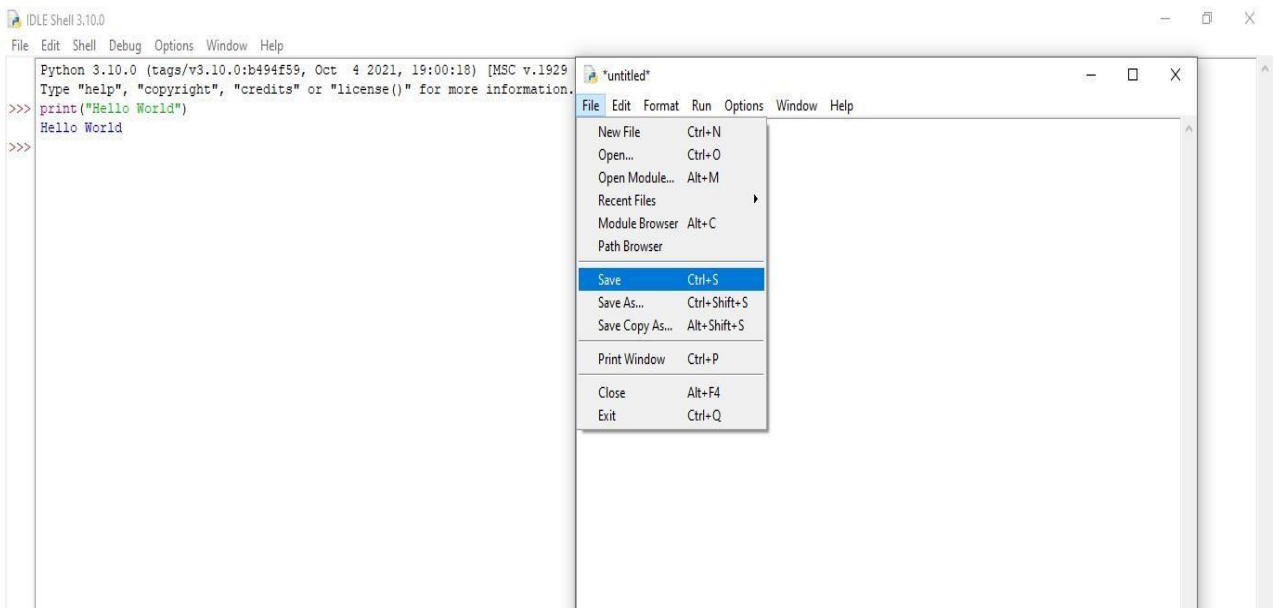 IDLE Shell 3.10.0
File Edit Shell Debug Options Window Help
Python 3.10.0 (tags/v3.10.0:b494f59, Oct  4 2021, 19:00:18) [MSC v.1929
Type "help", "copyright", "credits" or "license()" for more information.
>>> print("Hello World")
Hello World
>>>
*untitled*
File Edit Format Run Options Window Help
New File Ctrl+N
Open... Ctrl+O
Open Module... Alt+M
Recent Files
Module Browser Alt+C
Path Browser
Save Ctrl+S
Save As... Ctrl+Shift+S
Save Copy As... Alt+Shift+S
Print Window Ctrl+P
Close Alt+F4
Exit Ctrl+Q